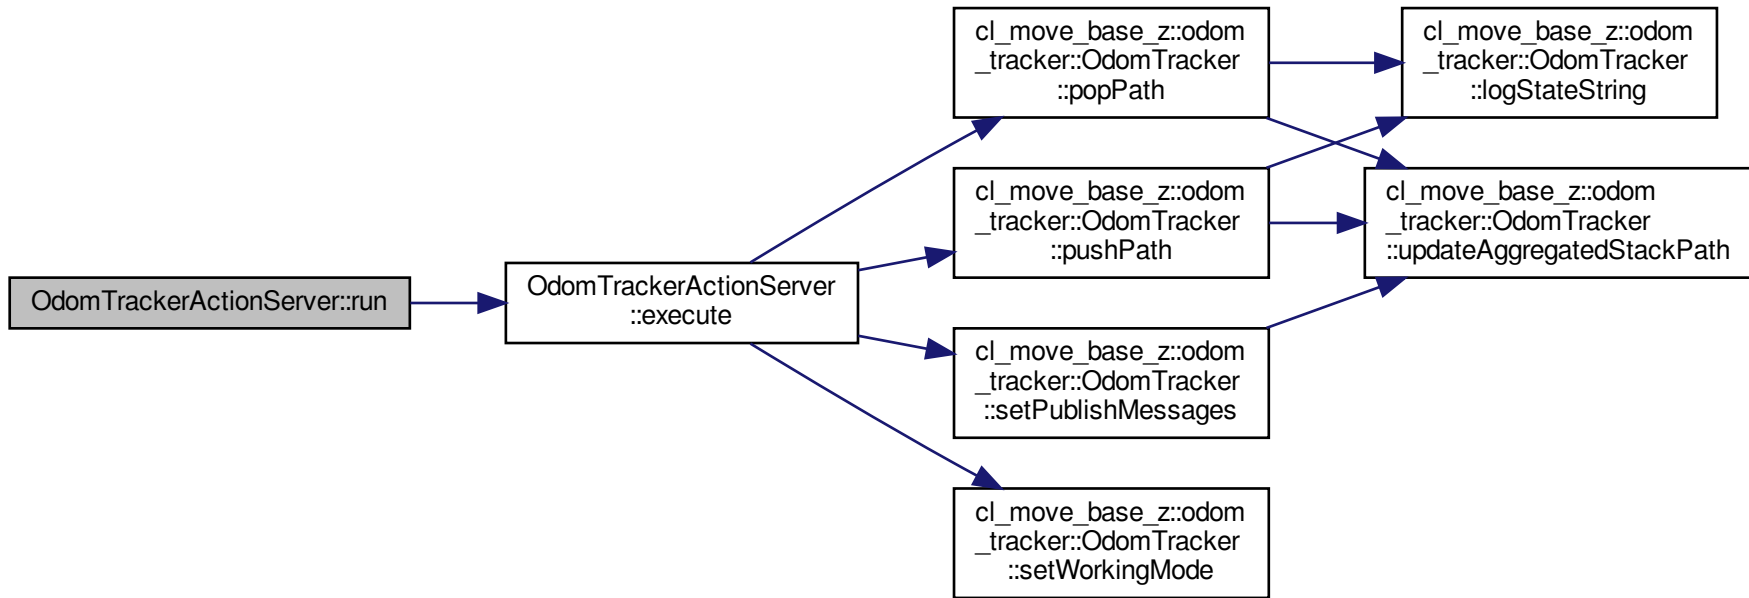 OdomTrackerActionServer::run
OdomTrackerActionServer
::execute
cl_move_base_z::odom
_tracker::OdomTracker
::popPath
cl_move_base_z::odom
_tracker::OdomTracker
::pushPath
cl_move_base_z::odom
_tracker::OdomTracker
::setPublishMessages
cl_move_base_z::odom
_tracker::OdomTracker
::setWorkingMode
cl_move_base_z::odom
_tracker::OdomTracker
::logStateString
cl_move_base_z::odom
_tracker::OdomTracker
::updateAggregatedStackPath